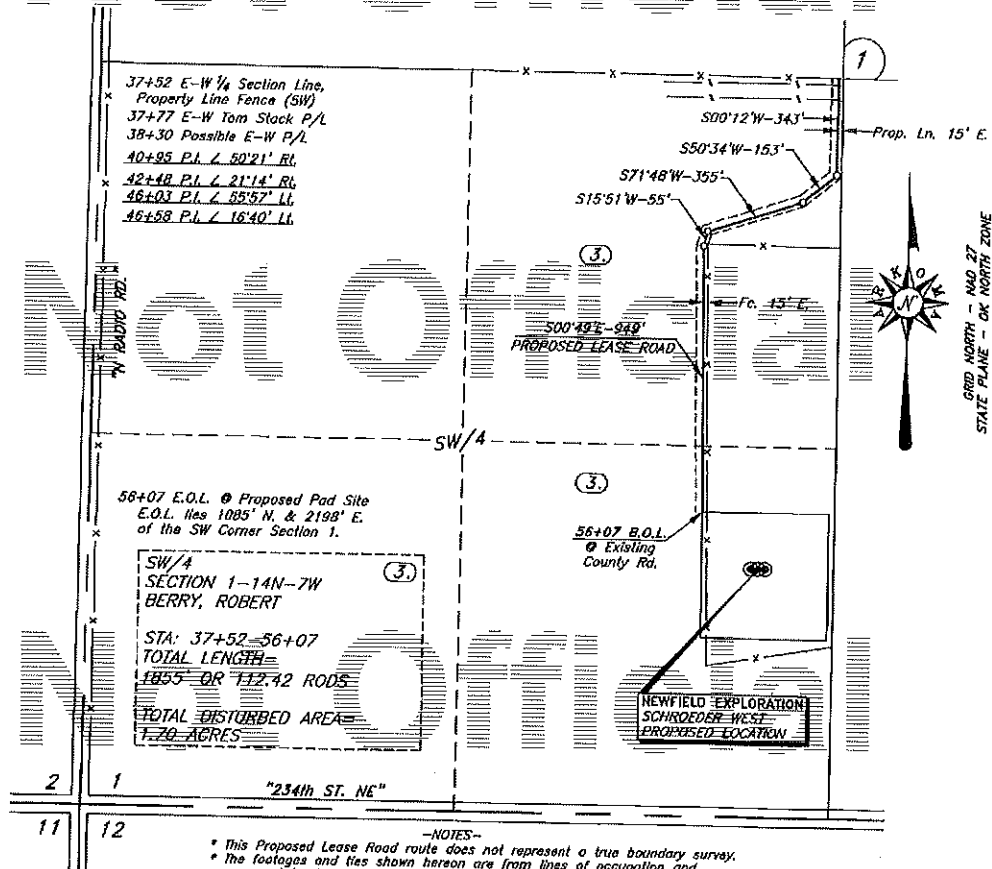 Not Official
1
37+52 E-W 1/4 Section Line,
Property Line Fence (SW)
37+77 E-W Tom Stack P/L
38+30 Possible E-W P/L
40+95 P.I. ∠ 50°21' Rt.
42+48 P.I. ∠ 21°14' Rt.
46+03 P.I. ∠ 55°57' Lt.
46+58 P.I. ∠ 16°40' Lt.
S00°12'W-343'
Prop. Ln. 15' E.
S50°34'W-153'
S71°48'W-355'
S15°51'W-55'
3.
"N RADIO RD."
Not Official
Fc. 15' E.
S00°49'E-949'
PROPOSED LEASE ROAD
ARKOMA
N
GRID NORTH - NAD 27
STATE PLANE - OK NORTH ZONE
SW/4
3.
56+07 E.O.L. @ Proposed Pad Site
E.O.L. lies 1085' N. & 2198' E.
of the SW Corner Section 1.
56+07 B.O.L.
@ Existing
County Rd.
SW/4
3.
SECTION 1-14N-7W
BERRY, ROBERT
STA: 37+52-56+07
TOTAL LENGTH=
1855' OR 112.42 RODS
TOTAL DISTURBED AREA=
1.70 ACRES
Not Official
NEWFIELD EXPLORATION
SCHROEDER WEST
PROPOSED LOCATION
2 1
"234th ST. NE"
11 12
-NOTES-
* This Proposed Lease Road route does not represent a true boundary survey.
* The footages and ties shown hereon are from lines of occupation and